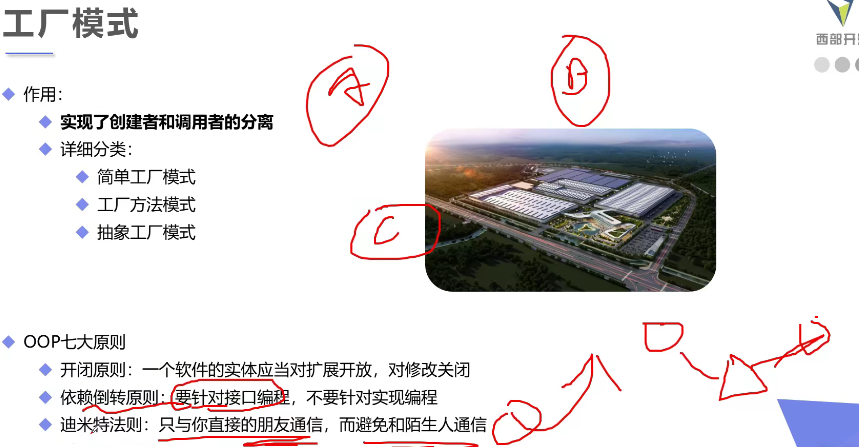 工厂模式
西部开
作用：
实现了创建者和调用者的分离
详细分类：
简单工厂模式
工厂方法模式
抽象工厂模式
A
B
C
OOP七大原则
开闭原则：一个软件的实体应当对扩展开放，对修改关闭
依赖倒转原则：要针对接口编程，不要针对实现编程
迪米特法则：只与你直接的朋友通信，而避免和陌生人通信